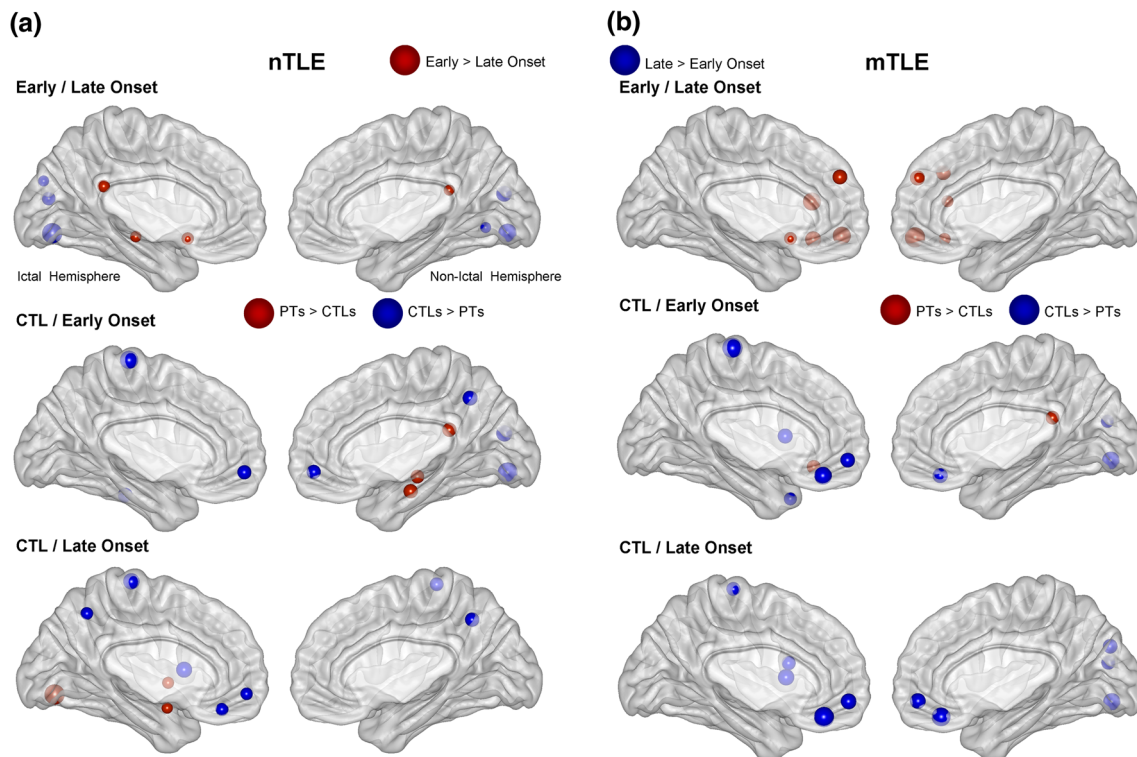 (a)
nTLE
Early > Late Onset
Early / Late Onset
Ictal Hemisphere
Non-Ictal Hemisphere
PTs > CTLs
CTLs > PTs
CTL / Early Onset
CTL / Late Onset
(b)
Late > Early Onset
mTLE
Early / Late Onset
PTs > CTLs
CTLs > PTs
CTL / Early Onset
CTL / Late Onset